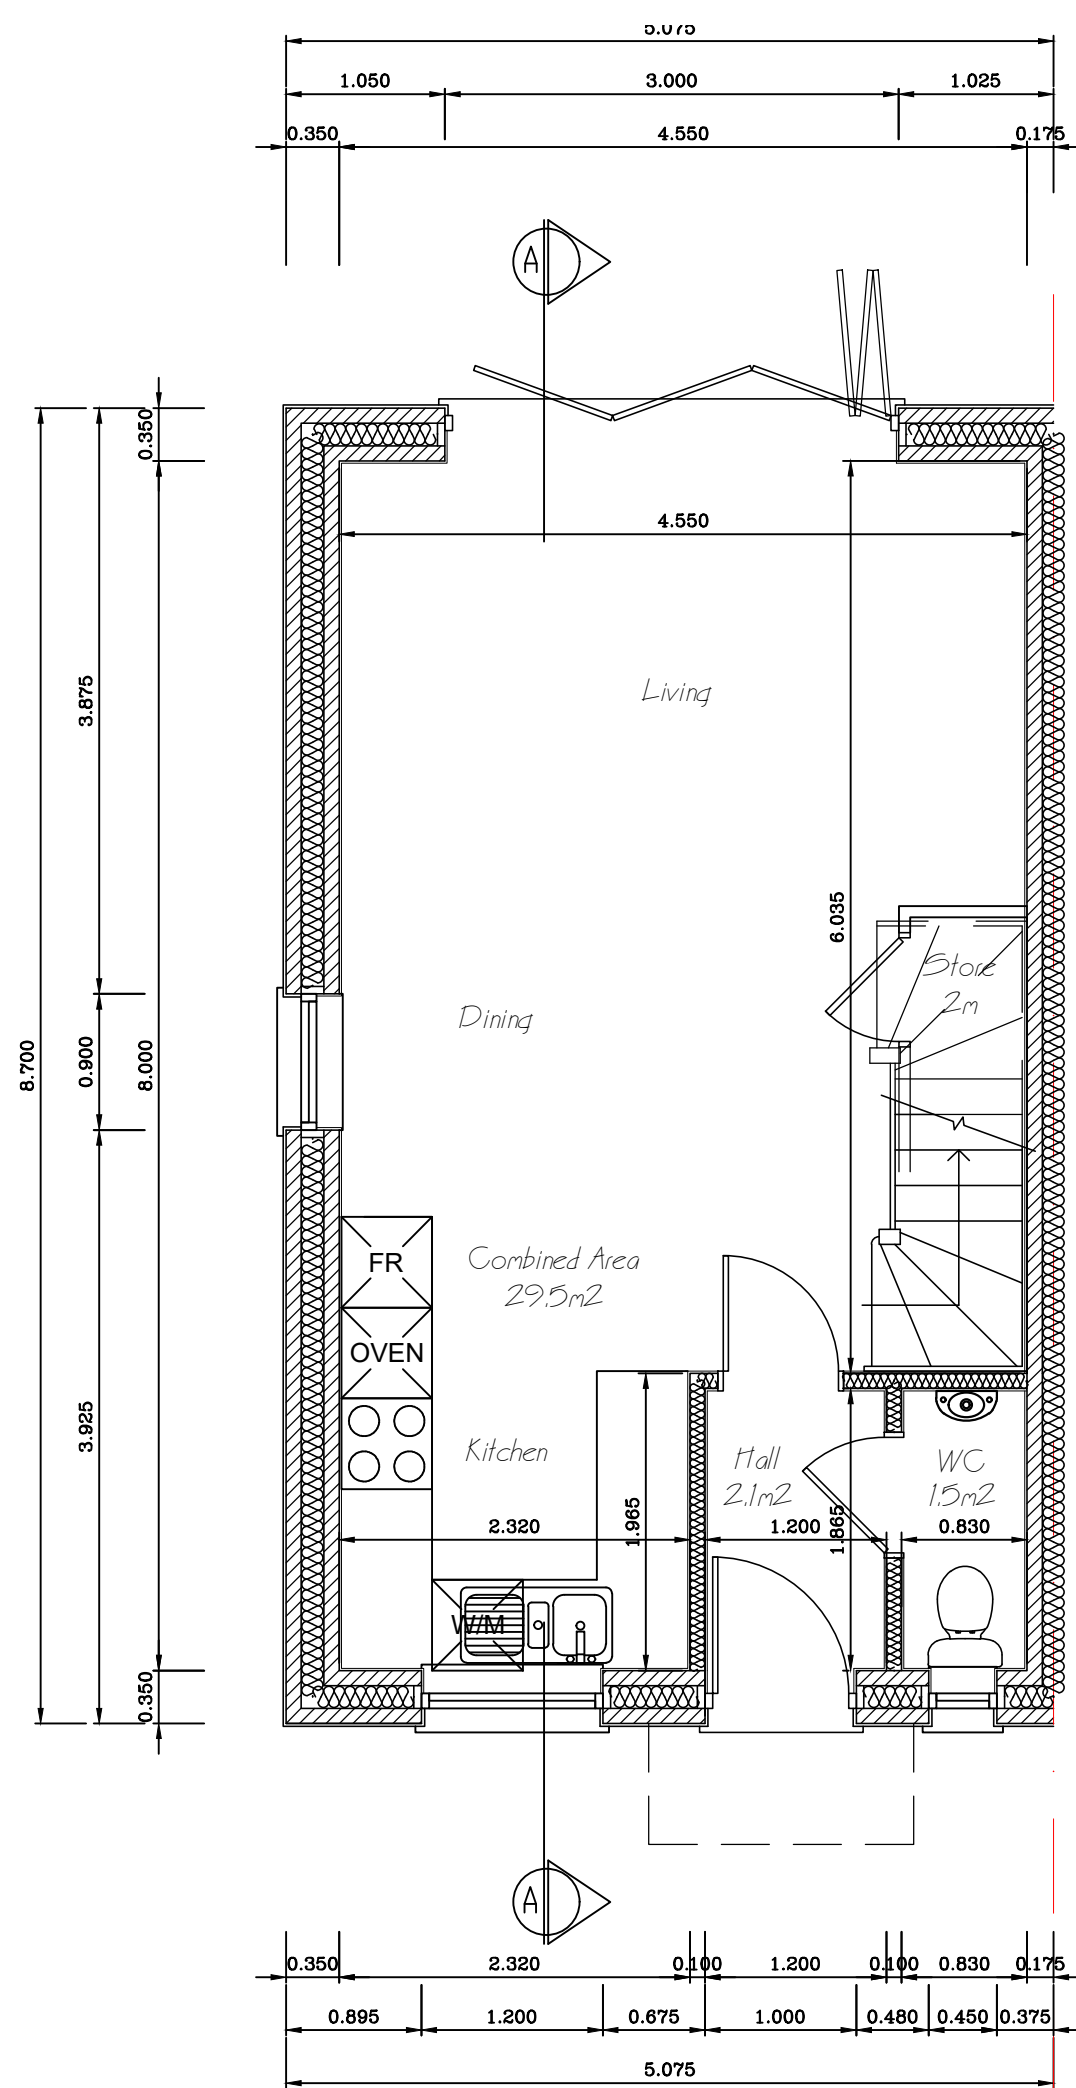 5.075
1.050 3.000 1.025
0.350 4.550 0.175
A
0.350
4.550
3.875
Living
6.035
Store
2m
Dining
8.700
0.900
8.000
FR
Combined Area
29.5m2
OVEN
3.925
Kitchen
Hall
2.1m2
WC
1.5m2
2.320
1.965
1.200
1.865
0.830
W/M
0.350
A
0.350 2.320 0.100 1.200 0.100 0.830 0.175
0.895 1.200 0.675 1.000 0.480 0.450 0.375
5.075